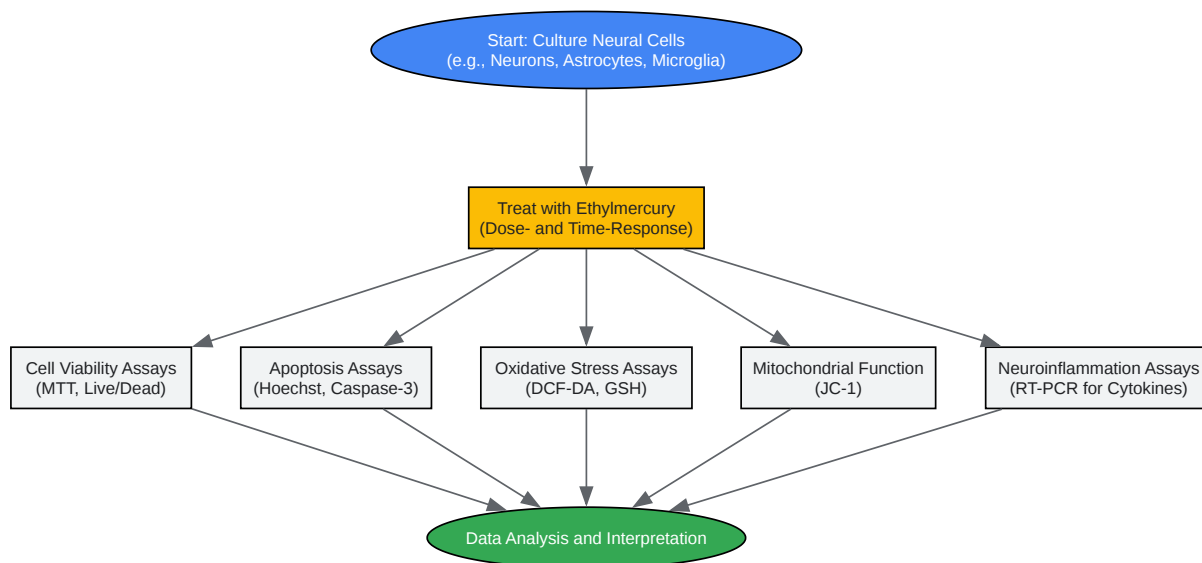 Start: Culture Neural Cells
(e.g., Neurons, Astrocytes, Microglia)
Treat with Ethylmercury
(Dose- and Time-Response)
Cell Viability Assays
(MTT, Live/Dead)
Apoptosis Assays
(Hoechst, Caspase-3)
Oxidative Stress Assays
(DCF-DA, GSH)
Mitochondrial Function
(JC-1)
Neuroinflammation Assays
(RT-PCR for Cytokines)
Data Analysis and Interpretation